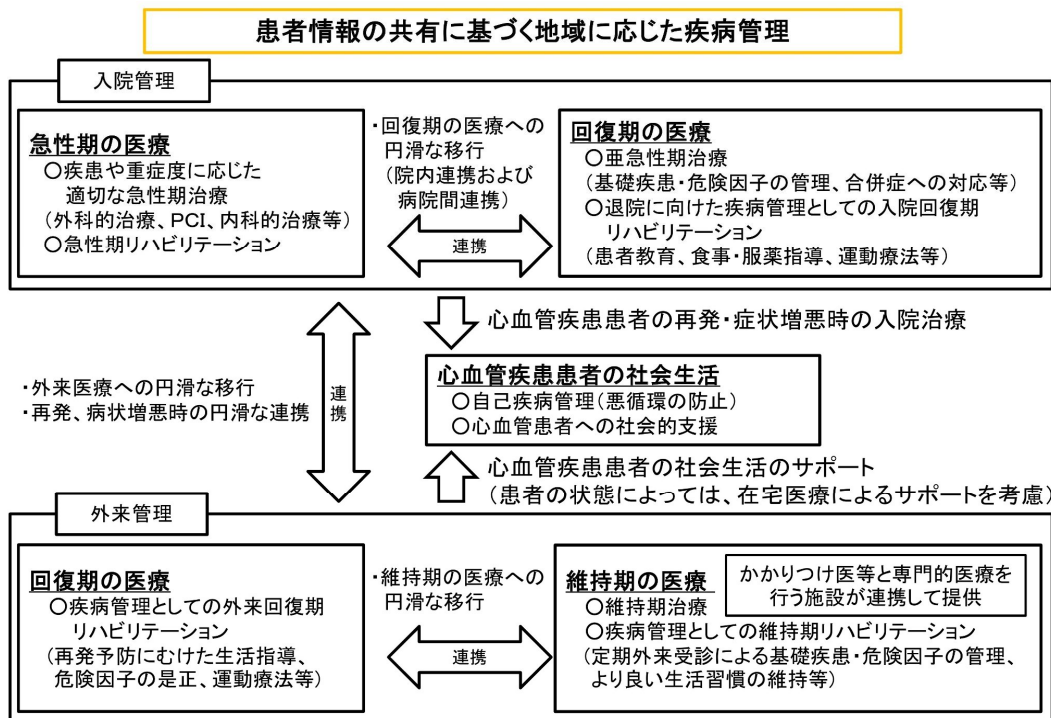 患者情報の共有に基づく地域に応じた疾病管理
入院管理
急性期の医療
○疾患や重症度に応じた
適切な急性期治療
(外科的治療、PCI、内科的治療等)
○急性期リハビリテーション
・回復期の医療への
円滑な移行
(院内連携および
病院間連携)
連携
回復期の医療
○亜急性期治療
(基礎疾患・危険因子の管理、合併症への対応等)
○退院に向けた疾病管理としての入院回復期
リハビリテーション
(患者教育、食事・服薬指導、運動療法等)
心血管疾患患者の再発・症状増悪時の入院治療
・外来医療への円滑な移行
・再発、病状増悪時の円滑な連携
連携
心血管疾患患者の社会生活
○自己疾病管理(悪循環の防止)
○心血管患者への社会的支援
心血管疾患患者の社会生活のサポート
(患者の状態によっては、在宅医療によるサポートを考慮)
外来管理
回復期の医療
○疾病管理としての外来回復期
リハビリテーション
(再発予防にむけた生活指導、
危険因子の是正、運動療法等)
・維持期の医療への
円滑な移行
連携
維持期の医療
かかりつけ医等と専門的医療を
行う施設が連携して提供
○維持期治療
○疾病管理としての維持期リハビリテーション
(定期外来受診による基礎疾患・危険因子の管理、
より良い生活習慣の維持等)